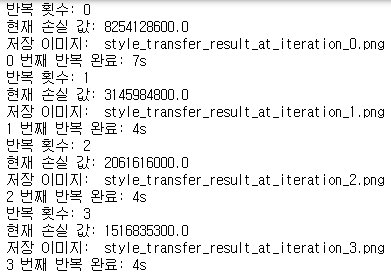 반복 횟수: 0
현재 손실 값: 8254128600.0
저장 이미지:  style_transfer_result_at_iteration_0.png
0 번째 반복 완료: 7s
반복 횟수: 1
현재 손실 값: 3145984800.0
저장 이미지:  style_transfer_result_at_iteration_1.png
1 번째 반복 완료: 4s
반복 횟수: 2
현재 손실 값: 2061616000.0
저장 이미지:  style_transfer_result_at_iteration_2.png
2 번째 반복 완료: 4s
반복 횟수: 3
현재 손실 값: 1516835300.0
저장 이미지:  style_transfer_result_at_iteration_3.png
3 번째 반복 완료: 4s